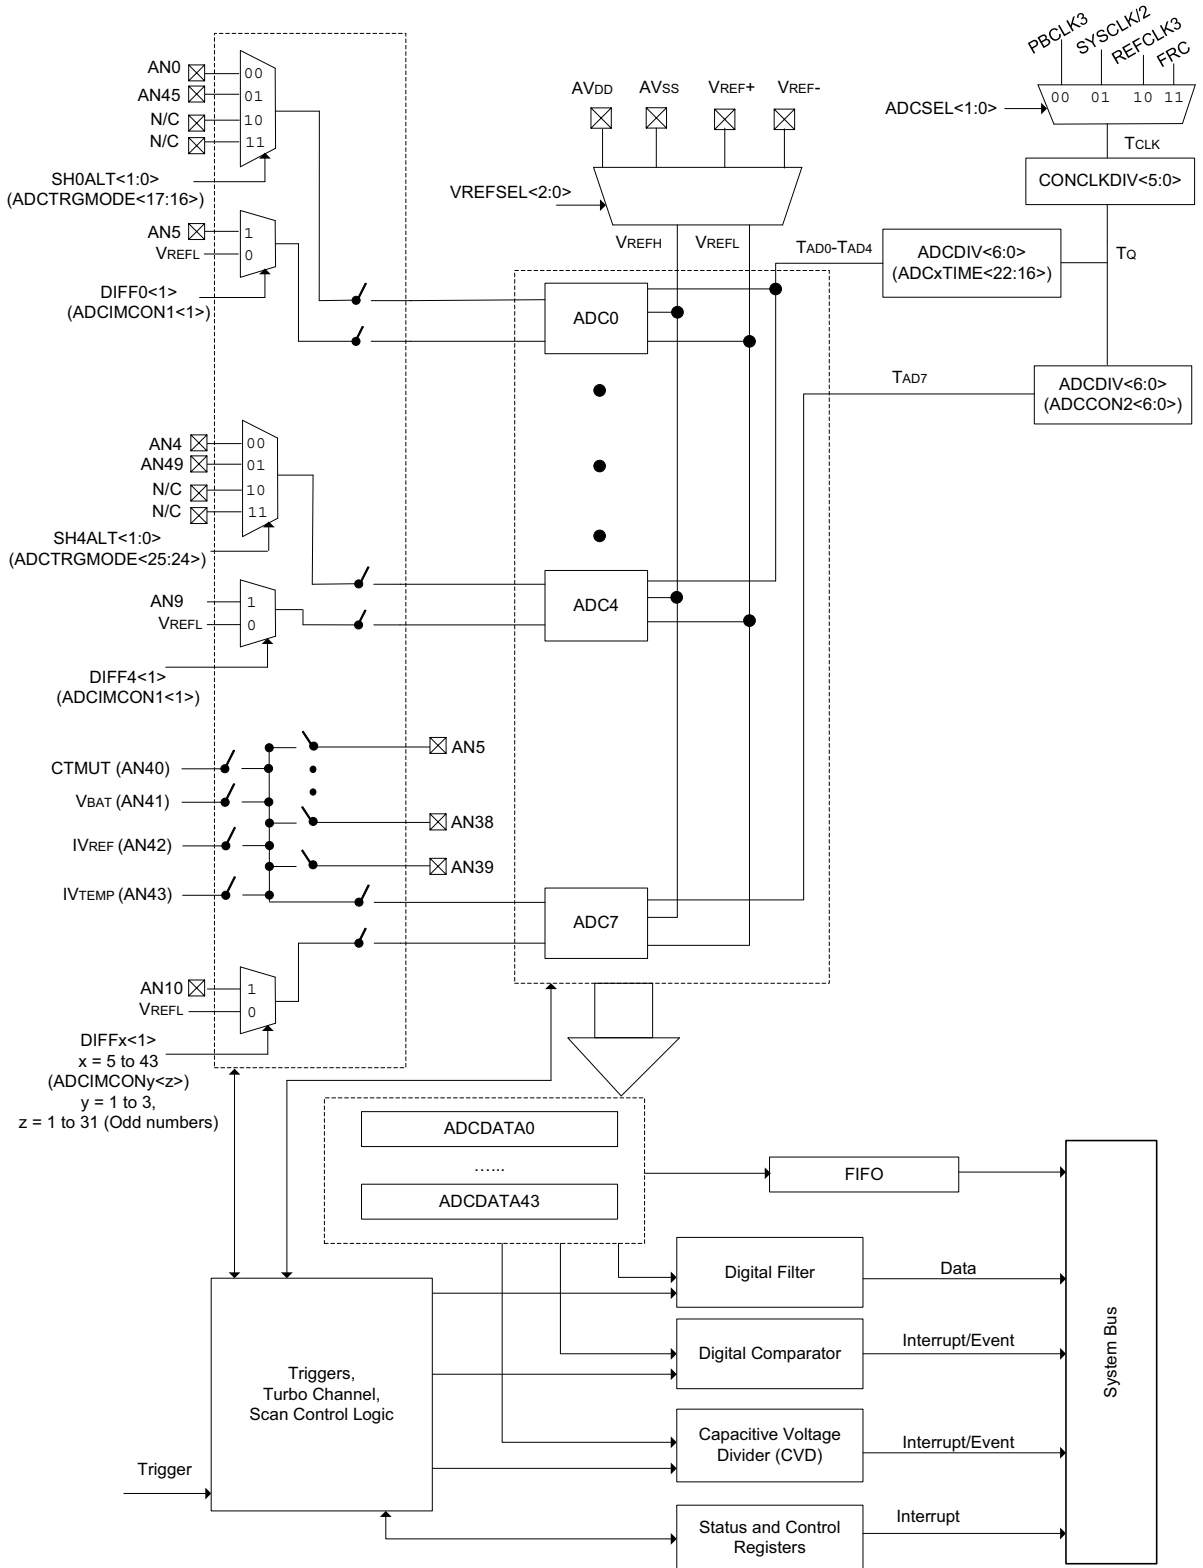 PBCLK3
SYSCLK/2
REFCLK3
FRC
00 01 10 11
ADCSEL<1:0>
TCLK
CONCLKDIV<5:0>
TQ
AN0
00
AN45
01
N/C
10
N/C
11
SH0ALT<1:0>
(ADCTRGMODE<17:16>)
AN5
1
VREFL
0
DIFF0<1>
(ADCIMCON1<1>)
AVDD
AVSS
VREF+
VREF-
VREFSEL<2:0>
VREFH
VREFL
TAD0-TAD4
ADCDIV<6:0>
(ADCxTIME<22:16>)
ADC0
TAD7
ADCDIV<6:0>
(ADCCON2<6:0>)
AN4
00
AN49
01
N/C
10
N/C
11
SH4ALT<1:0>
(ADCTRGMODE<25:24>)
AN9
1
VREFL
0
DIFF4<1>
(ADCIMCON1<1>)
ADC4
CTMUT (AN40)
VBAT (AN41)
IVREF (AN42)
IVTEMP (AN43)
AN5
AN38
AN39
ADC7
AN10
1
VREFL
0
DIFFx<1>
x = 5 to 43
(ADCIMCONy<z>)
y = 1 to 3,
z = 1 to 31 (Odd numbers)
ADCDATA0
......
ADCDATA43
FIFO
Digital Filter
Data
Digital Comparator
Interrupt/Event
Capacitive Voltage
Divider (CVD)
Interrupt/Event
Status and Control
Registers
Interrupt
System Bus
Triggers,
Turbo Channel,
Scan Control Logic
Trigger